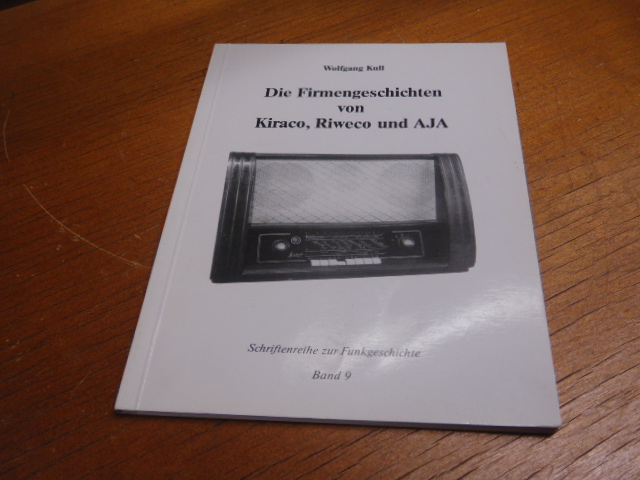 Wolfgang Kull
Die Firmengeschichten
von
Kiraco, Riweco und AJA
Schriftenreihe zur Funkgeschichte
Band 9